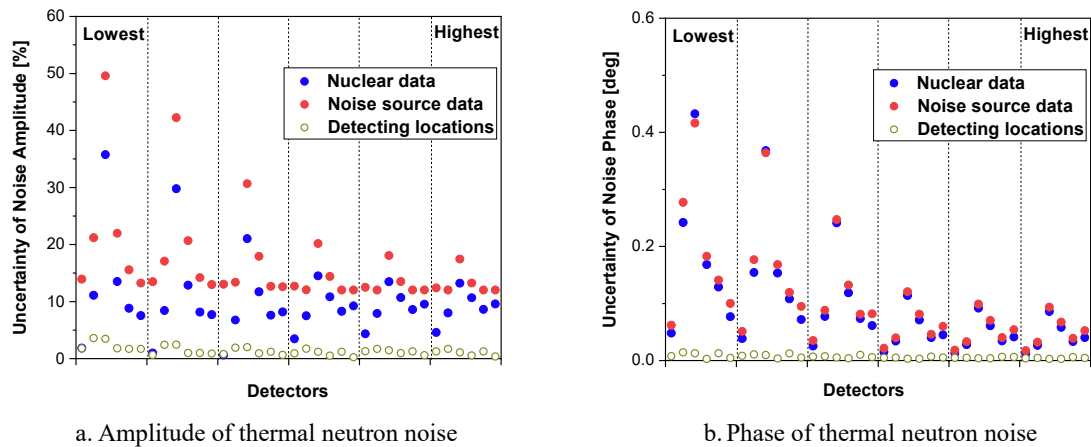 60
50
40
30
20
10
0
Uncertainty of Noise Amplitude [%]
Lowest
Highest
Nuclear data
Noise source data
Detecting locations
Detectors
a. Amplitude of thermal neutron noise
0.6
0.4
0.2
0.0
Uncertainty of Noise Phase [deg]
Lowest
Highest
Nuclear data
Noise source data
Detecting locations
Detectors
b. Phase of thermal neutron noise